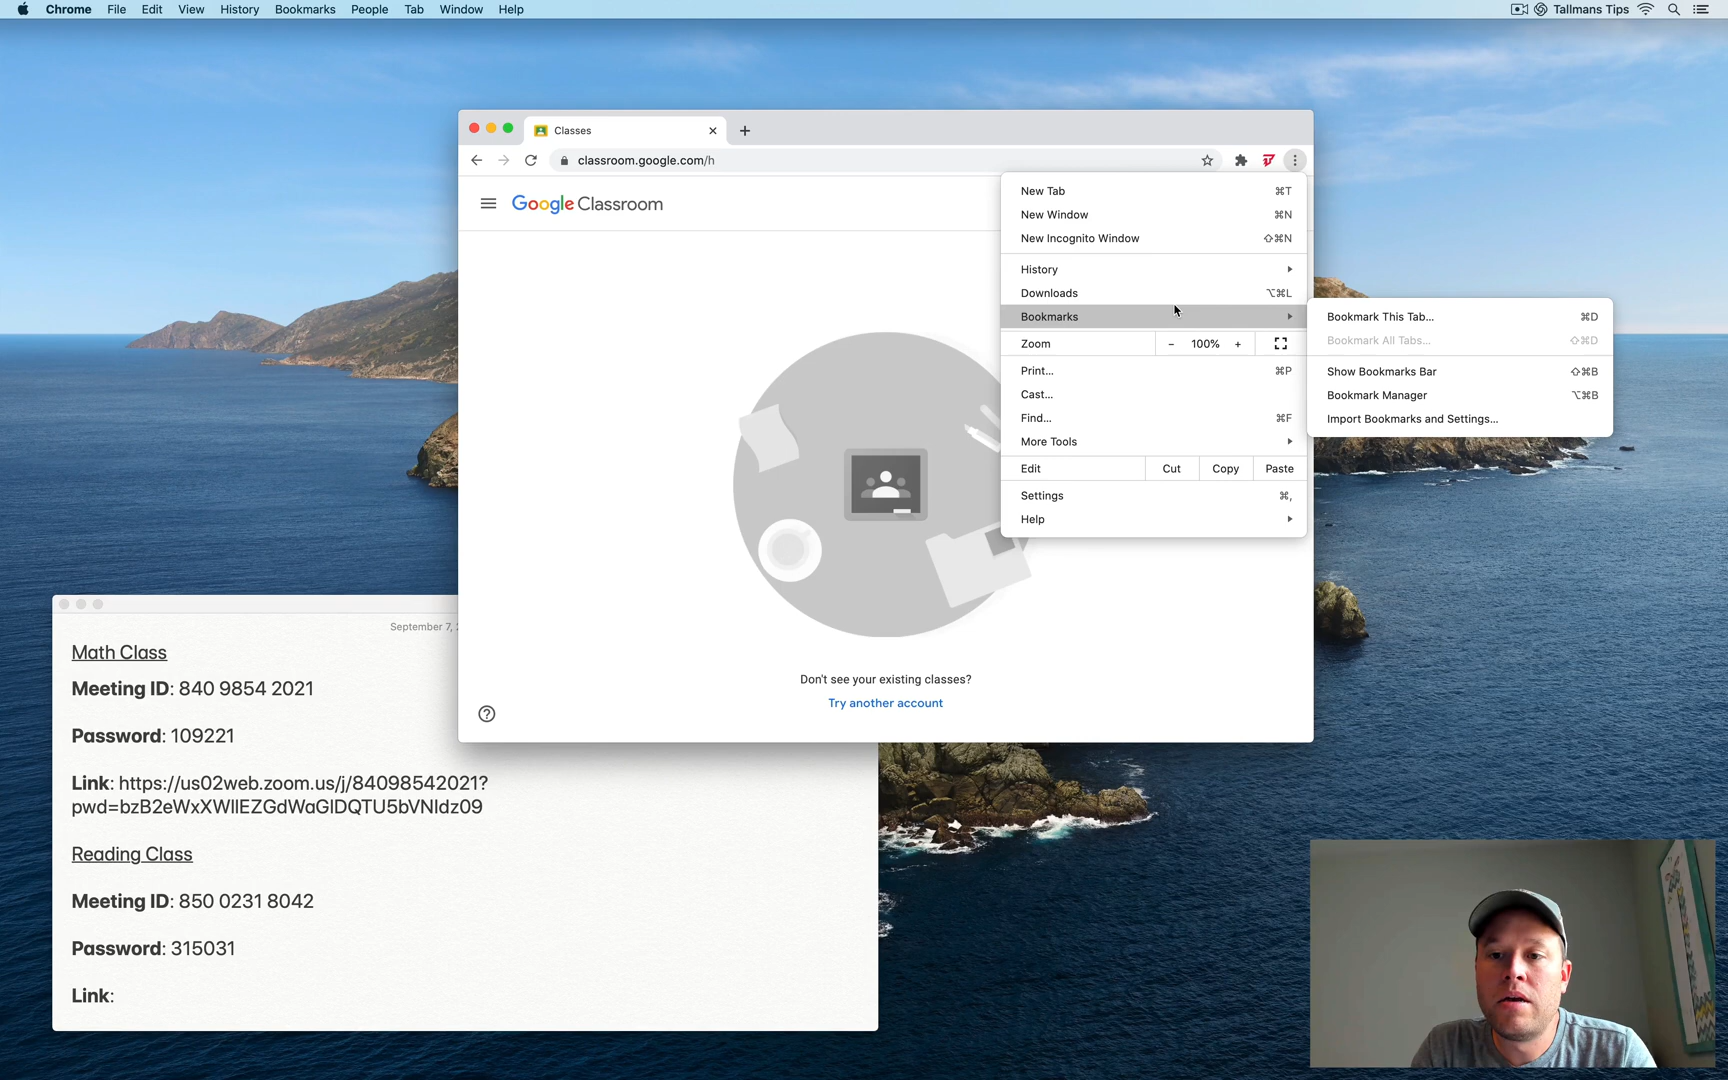 Chrome File Edit View History Bookmarks People Tab Window Help Tallmans Tips
Classes
classroom.google.com/h
Google Classroom
New Tab ⌘T
New Window ⌘N
New Incognito Window ⇧⌘N
History
Downloads ⌥⌘L
Bookmarks
Zoom − 100% +
Print... ⌘P
Cast...
Find... ⌘F
More Tools
Edit Cut Copy Paste
Settings ⌘,
Help
Bookmark This Tab... ⌘D
Bookmark All Tabs... ⇧⌘D
Show Bookmarks Bar ⇧⌘B
Bookmark Manager ⌥⌘B
Import Bookmarks and Settings...
Don't see your existing classes?
Try another account
September 7,
Math Class
Meeting ID: 840 9854 2021
Password: 109221
Link: https://us02web.zoom.us/j/84098542021?
pwd=bzB2eWxXWllEZGdWaGlDQTU5bVNIdz09
Reading Class
Meeting ID: 850 0231 8042
Password: 315031
Link: